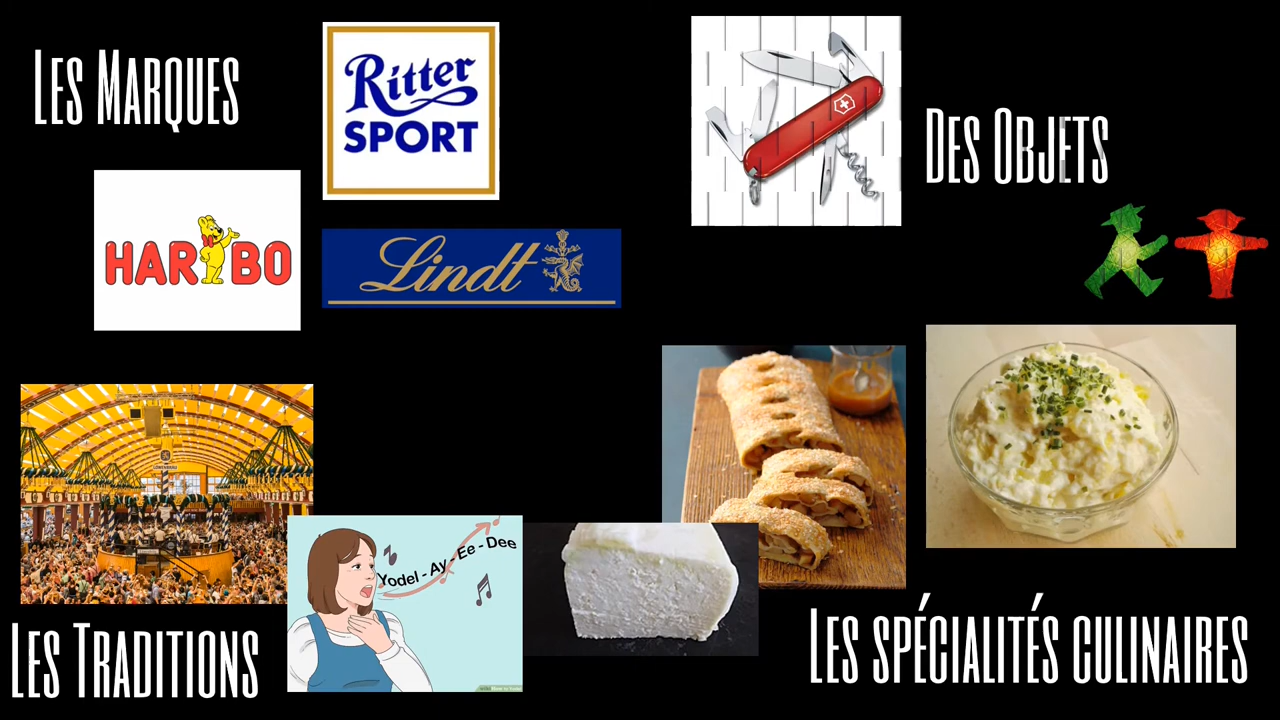 Les Marques
Ritter
SPORT
Des Objets
HARIBO
Lindt
Yodel - Ay - Ee - Dee
Les Traditions
Les spécialités culinaires